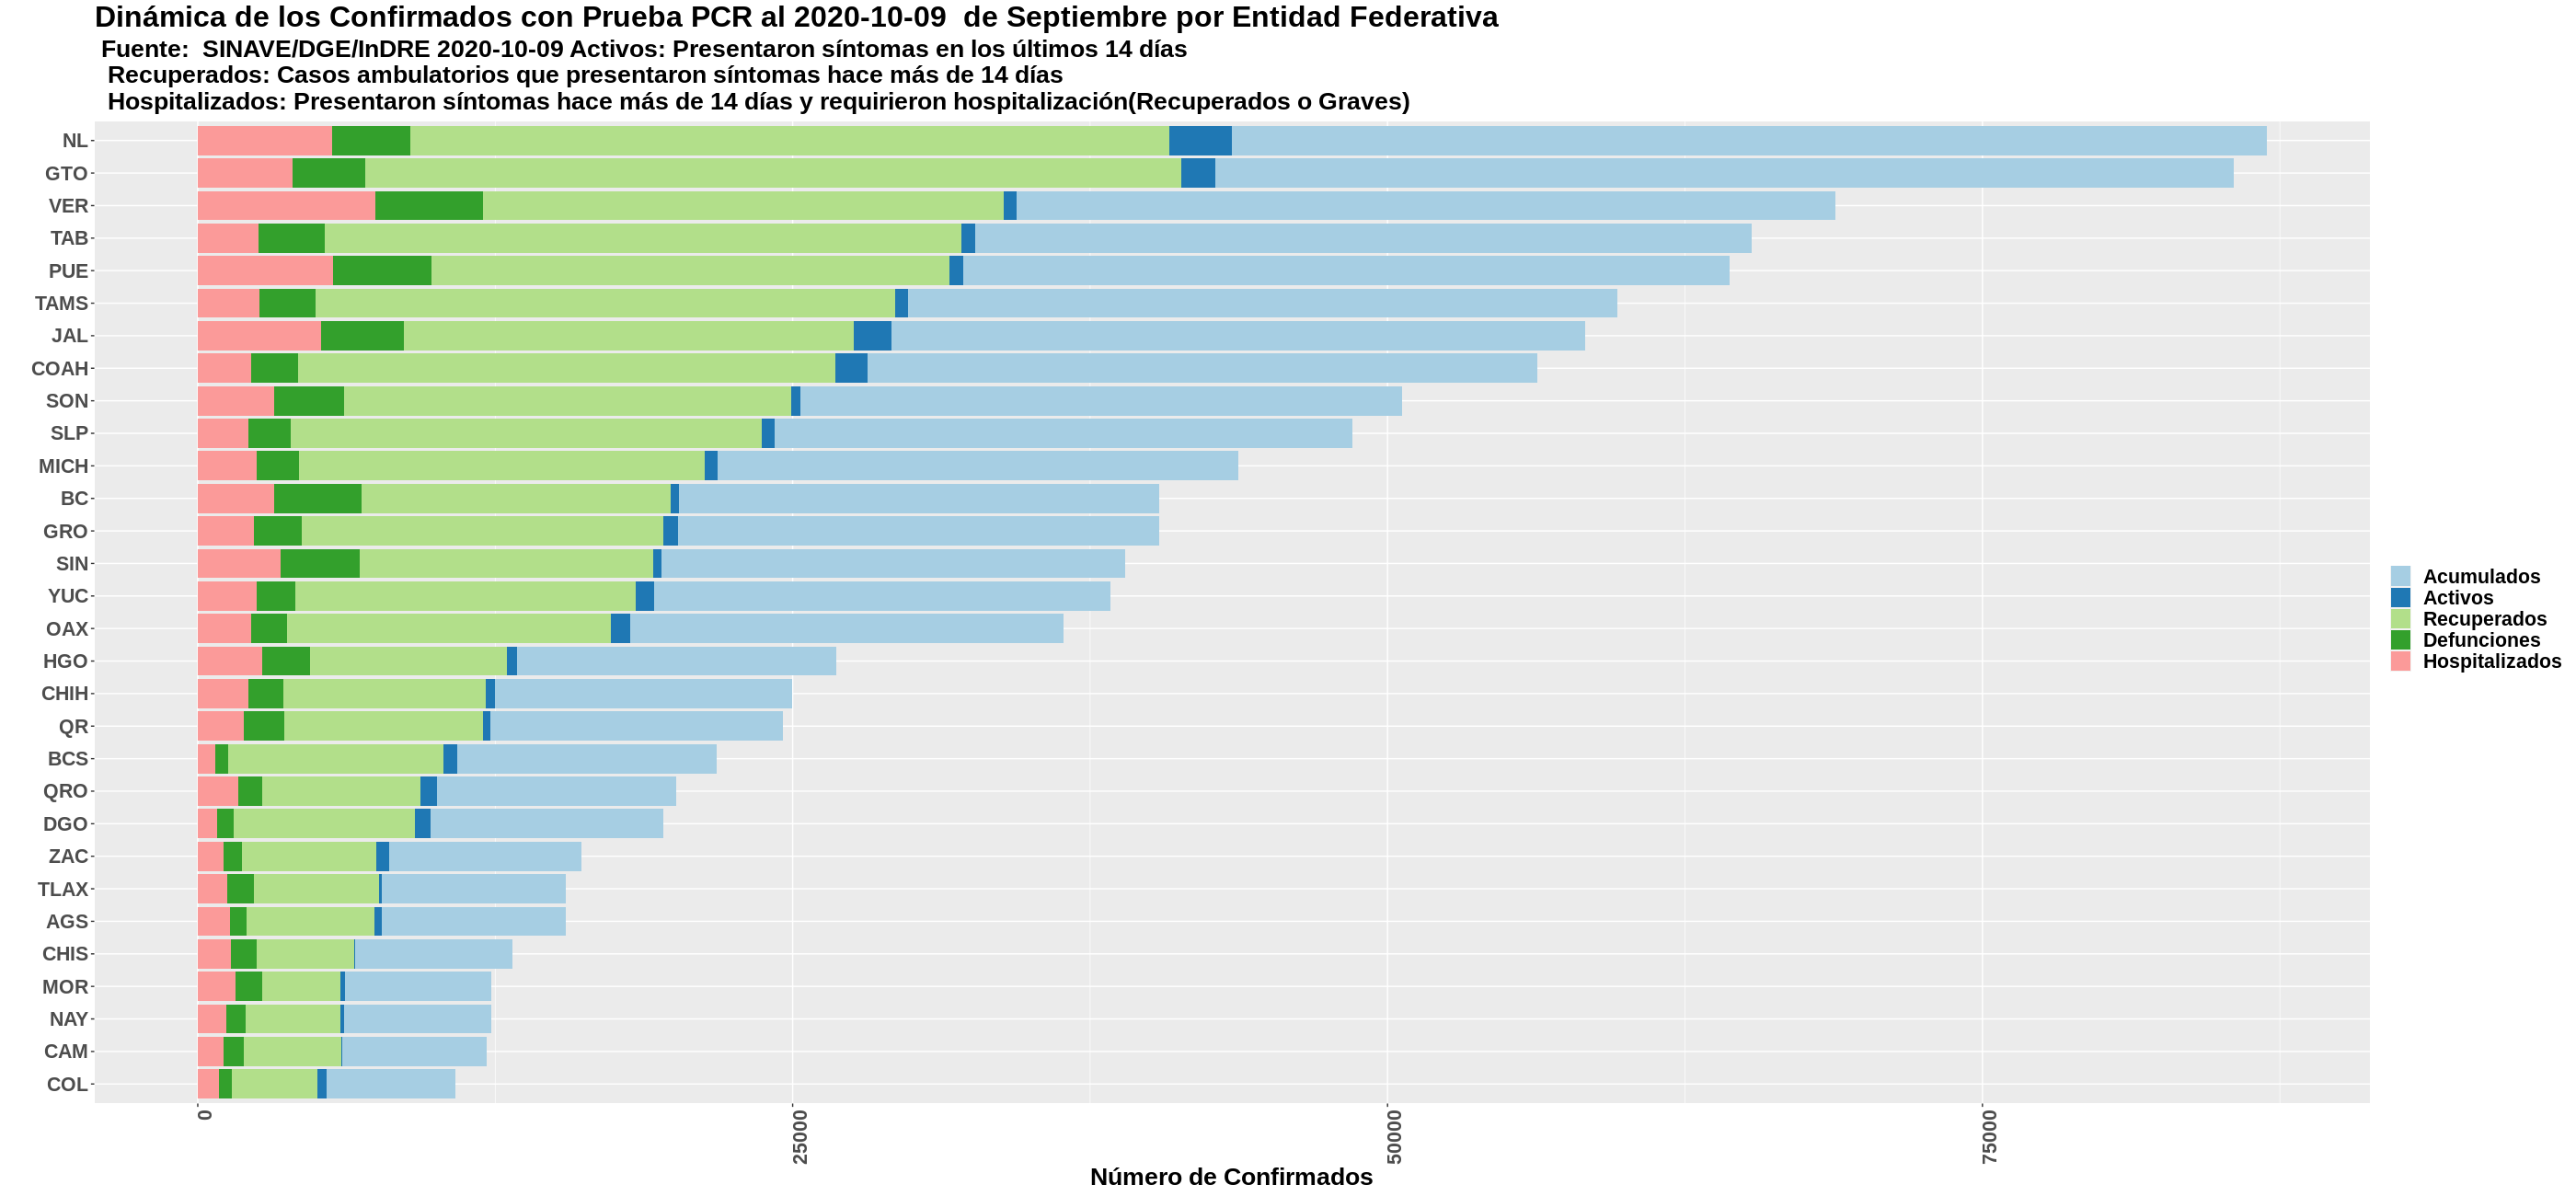 Dinámica de los Confirmados con Prueba PCR al 2020-10-09  de Septiembre por Entidad Federativa
Fuente:  SINAVE/DGE/InDRE 2020-10-09 Activos: Presentaron síntomas en los últimos 14 días
Recuperados: Casos ambulatorios que presentaron síntomas hace más de 14 días
Hospitalizados: Presentaron síntomas hace más de 14 días y requirieron hospitalización(Recuperados o Graves)
NL
GTO
VER
TAB
PUE
TAMS
JAL
COAH
SON
SLP
MICH
BC
GRO
SIN
YUC
OAX
HGO
CHIH
QR
BCS
QRO
DGO
ZAC
TLAX
AGS
CHIS
MOR
NAY
CAM
COL
0
25000
50000
75000
Número de Confirmados
Acumulados
Activos
Recuperados
Defunciones
Hospitalizados